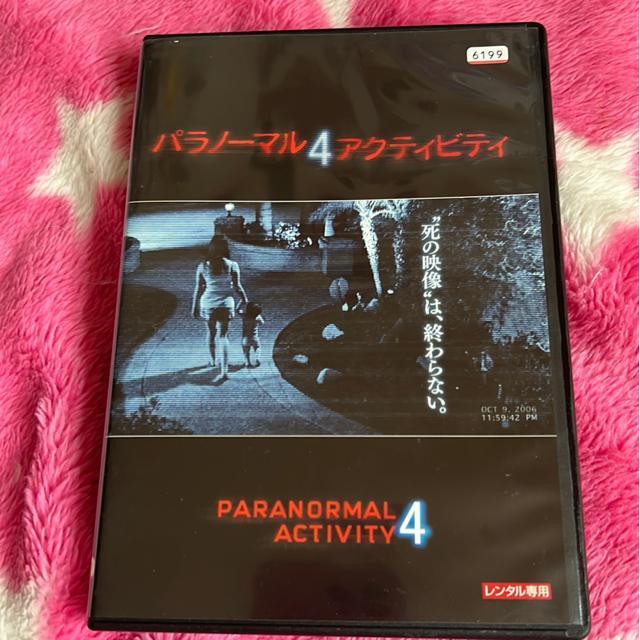 6199
パラノーマル4アクティビティ
“死の映像“は、終わらない。
OCT 9, 2006
11:59:42 PM
PARANORMAL
ACTIVITY 4
レンタル専用